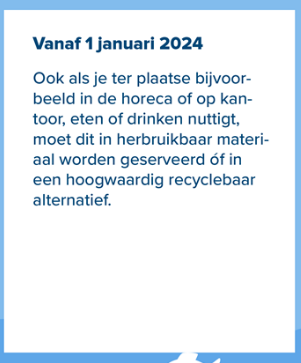 Vanaf 1 januari 2024
Ook als je ter plaatse bijvoor-
beeld in de horeca of op kan-
toor, eten of drinken nuttigt,
moet dit in herbruikbaar materi-
aal worden geserveerd óf in
een hoogwaardig recyclebaar
alternatief.